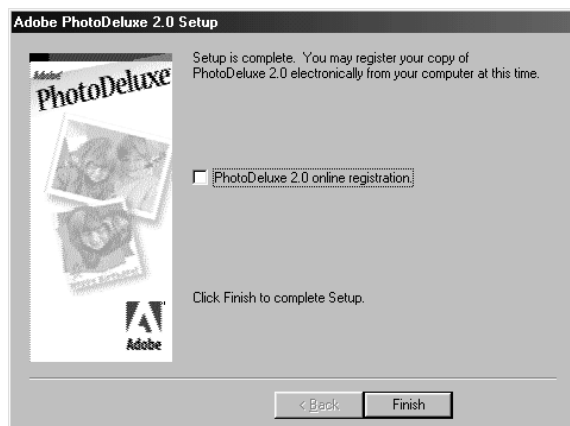 Adobe PhotoDeluxe 2.0 Setup
Adobe
PhotoDeluxe
Adobe
Setup is complete. You may register your copy of
PhotoDeluxe 2.0 electronically from your computer at this time.
PhotoDeluxe 2.0 online registration.
Click Finish to complete Setup.
< Back
Finish